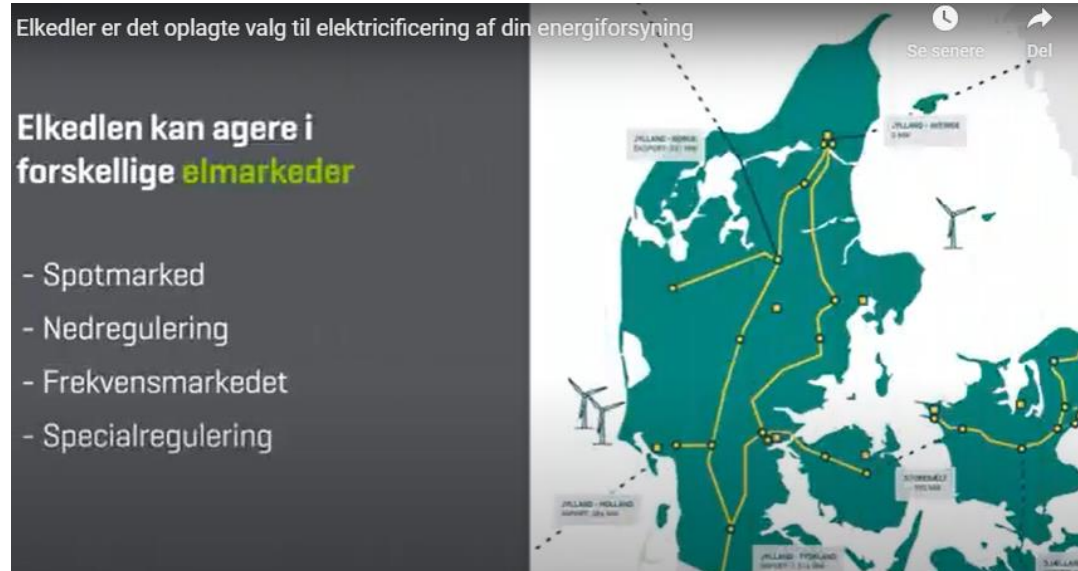 Elkedler er det oplagte valg til elektricificering af din energiforsyning
Se senere
Del
Elkedlen kan agere i
forskellige elmarkeder
- Spotmarked
- Nedregulering
- Frekvensmarkedet
- Specialregulering
JYLLAND - NORGE
JYLLAND - SVERIGE
JYLLAND - HOLLAND
STOREBÆLT
JYLLAND - TYSKLAND